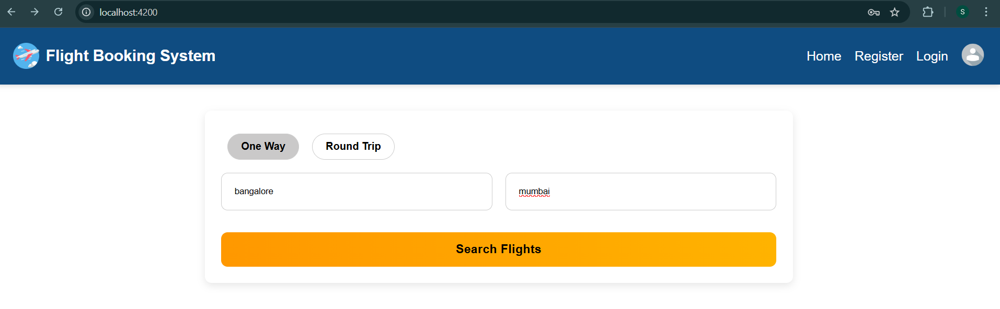 localhost:4200
S
Flight Booking System
Home Register Login
One Way Round Trip
bangalore mumbai
Search Flights